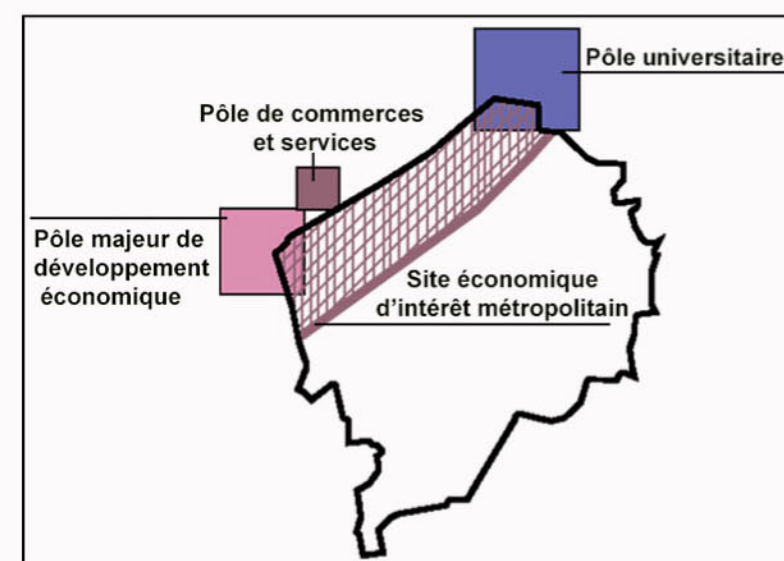 Pôle universitaire
Pôle de commerces
et services
Pôle majeur de
développement
économique
Site économique
d'intérêt métropolitain